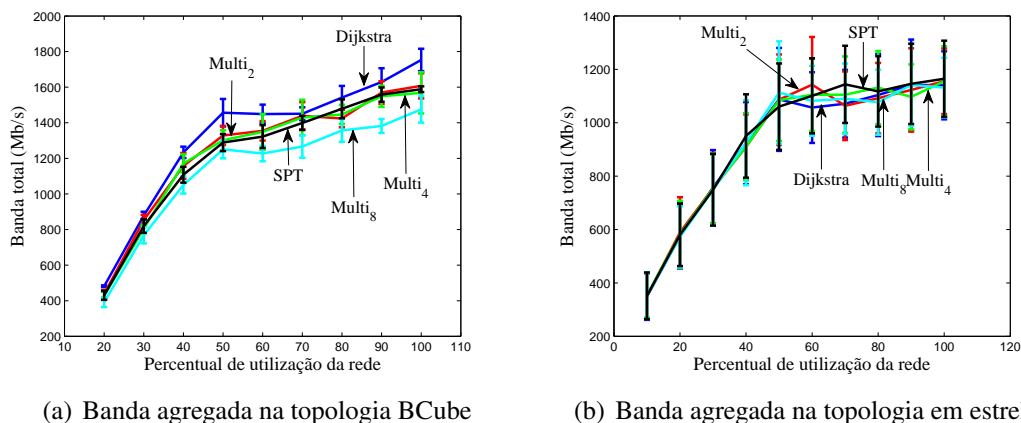 2000
1800
1600
1400
1200
1000
800
600
400
200
10 20 30 40 50 60 70 80 90 100 110
Banda total (Mb/s)
Percentual de utilização da rede
Dijkstra
Multi2
SPT
Multi8
Multi4
(a) Banda agregada na topologia BCube
1400
1200
1000
800
600
400
200
0 20 40 60 80 100 120
Banda total (Mb/s)
Percentual de utilização da rede
Multi2
SPT
Dijkstra
Multi8
Multi4
(b) Banda agregada na topologia em estre